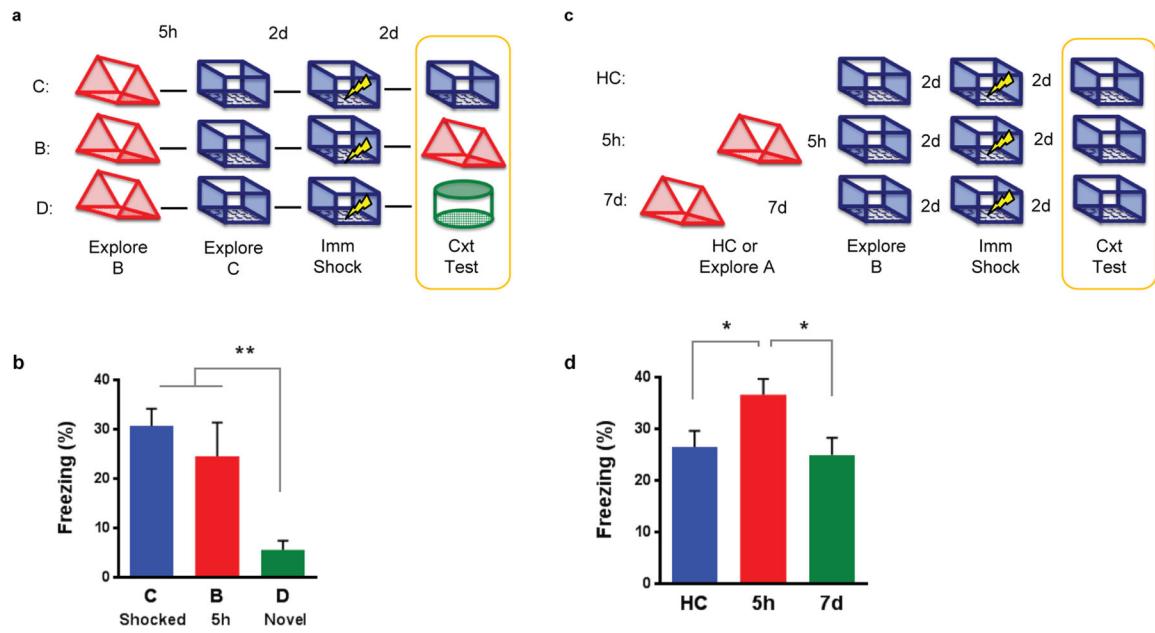 a
5h 2d 2d
C:
B:
D:
Explore
B
Explore
C
Imm
Shock
Cxt
Test
c
HC:
2d 2d
5h:
5h 2d 2d
7d:
7d 2d 2d
HC or
Explore A
Explore
B
Imm
Shock
Cxt
Test
b
**
Freezing (%)
40
30
20
10
0
C B D
Shocked 5h Novel
d
* *
Freezing (%)
40
30
20
10
0
HC 5h 7d